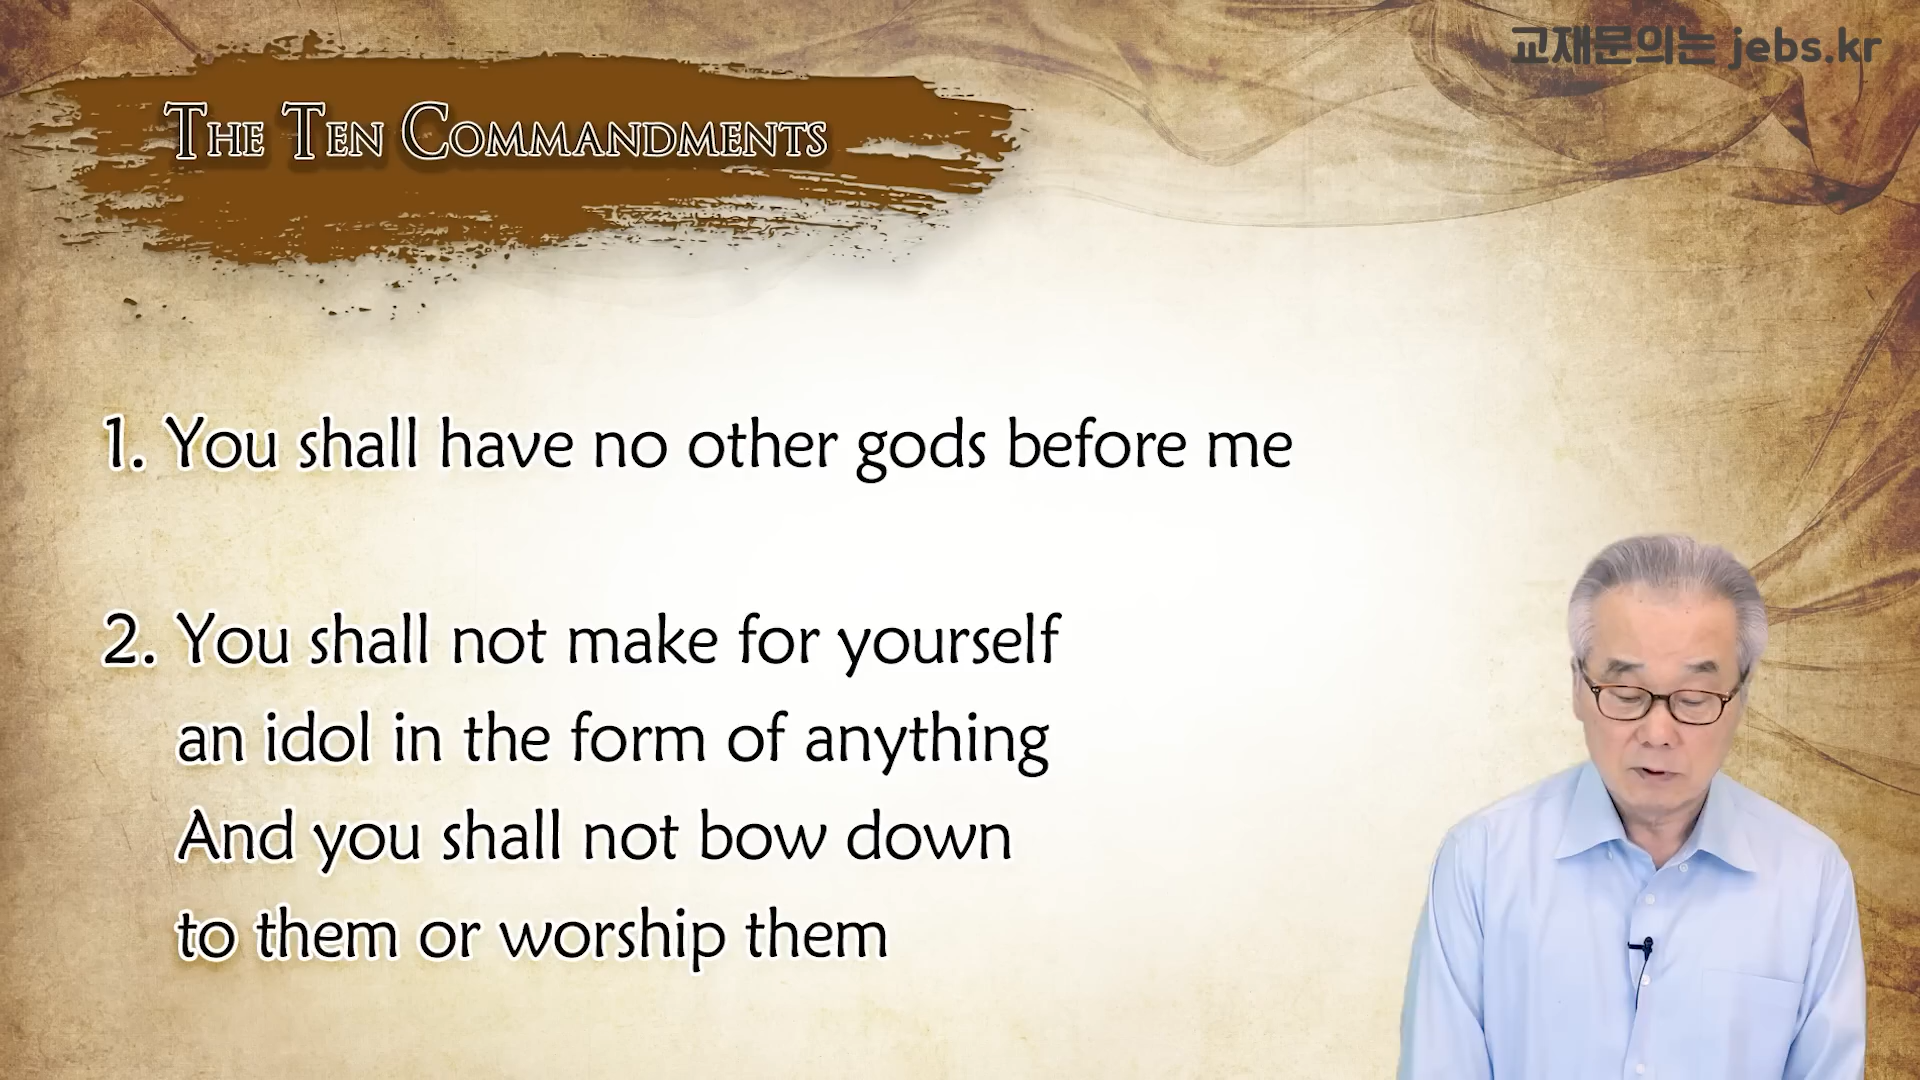 교재문의는 jebs.kr
The Ten Commandments
1. You shall have no other gods before me
2. You shall not make for yourself
an idol in the form of anything
And you shall not bow down
to them or worship them